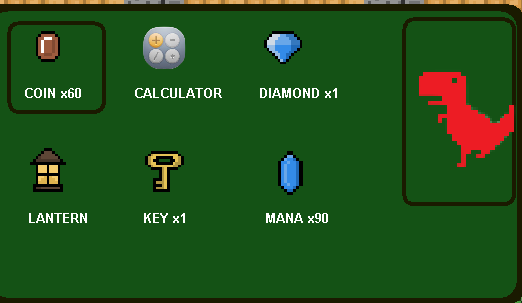 COIN x60
CALCULATOR
DIAMOND x1
LANTERN
KEY x1
MANA x90